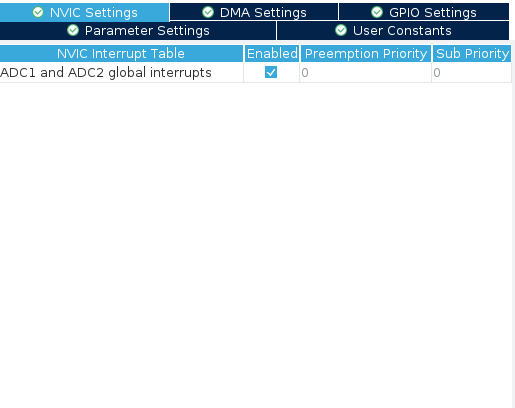 NVIC Settings DMA Settings GPIO Settings
Parameter Settings User Constants
NVIC Interrupt Table Enabled Preemption Priority Sub Priority
ADC1 and ADC2 global interrupts 0 0